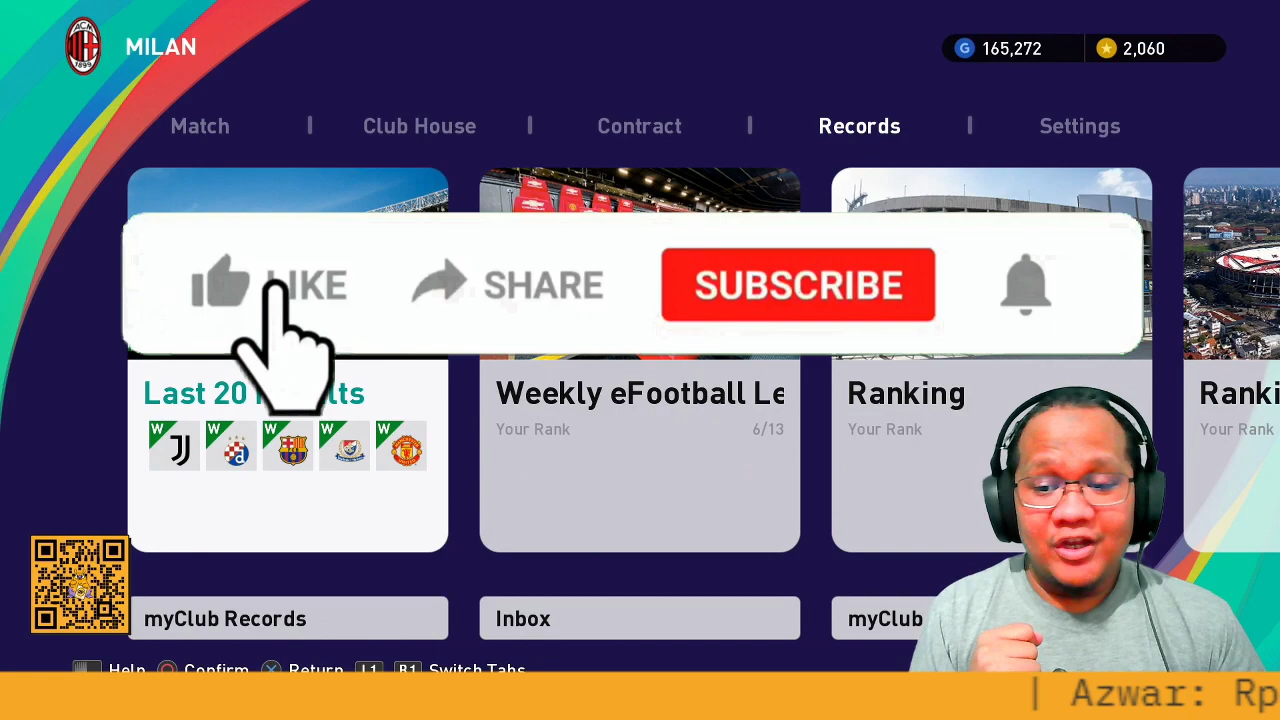 MILAN
165,272
2,060
Match
Club House
Contract
Records
Settings
LIKE
SHARE
SUBSCRIBE
Last 20
Weekly eFootball Le
Ranking
Your Rank 6/13
Your Rank
Your Rank
W W W W W
myClub Records
Inbox
myClub
Help Confirm Return L1 R1 Switch Tabs
| Azwar: Rp